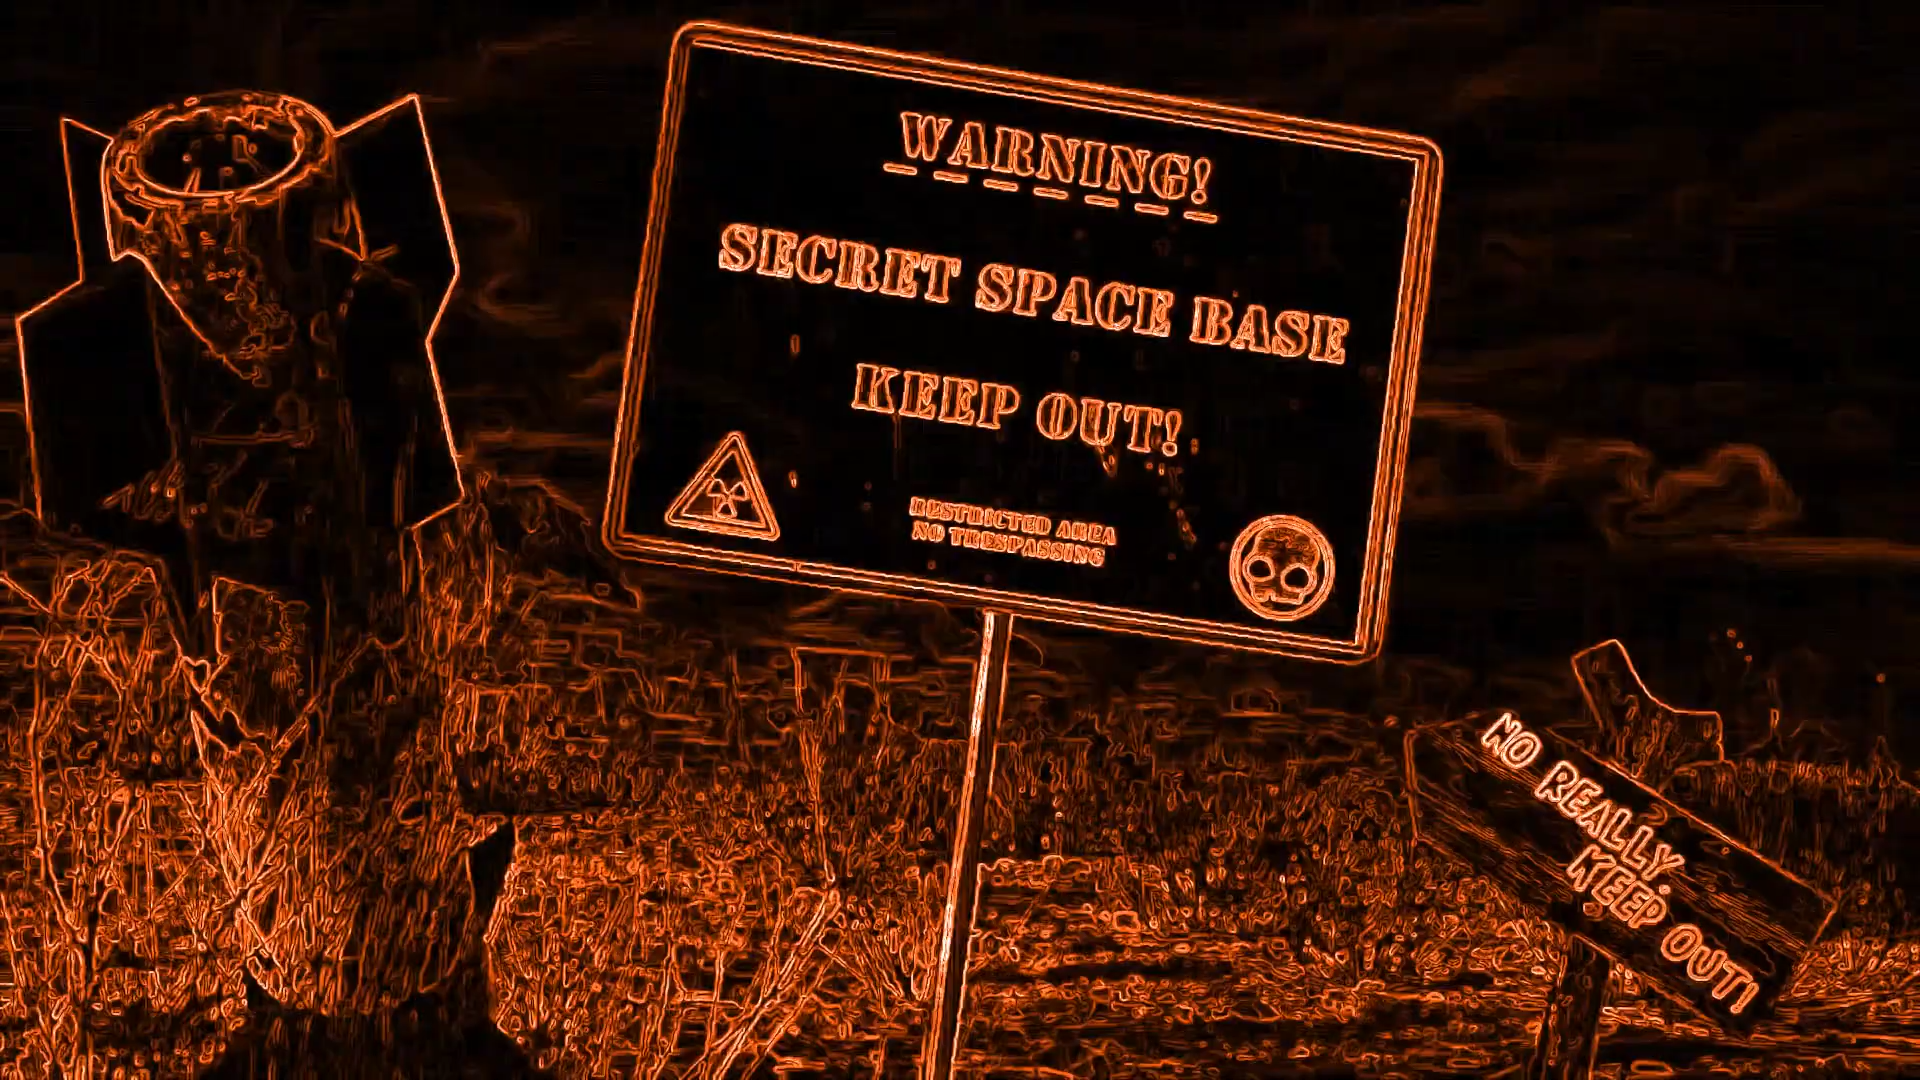 WARNING!
SECRET SPACE BASE
KEEP OUT!
RESTRICTED AREA
NO TRESPASSING
NO REALLY,
KEEP OUT!